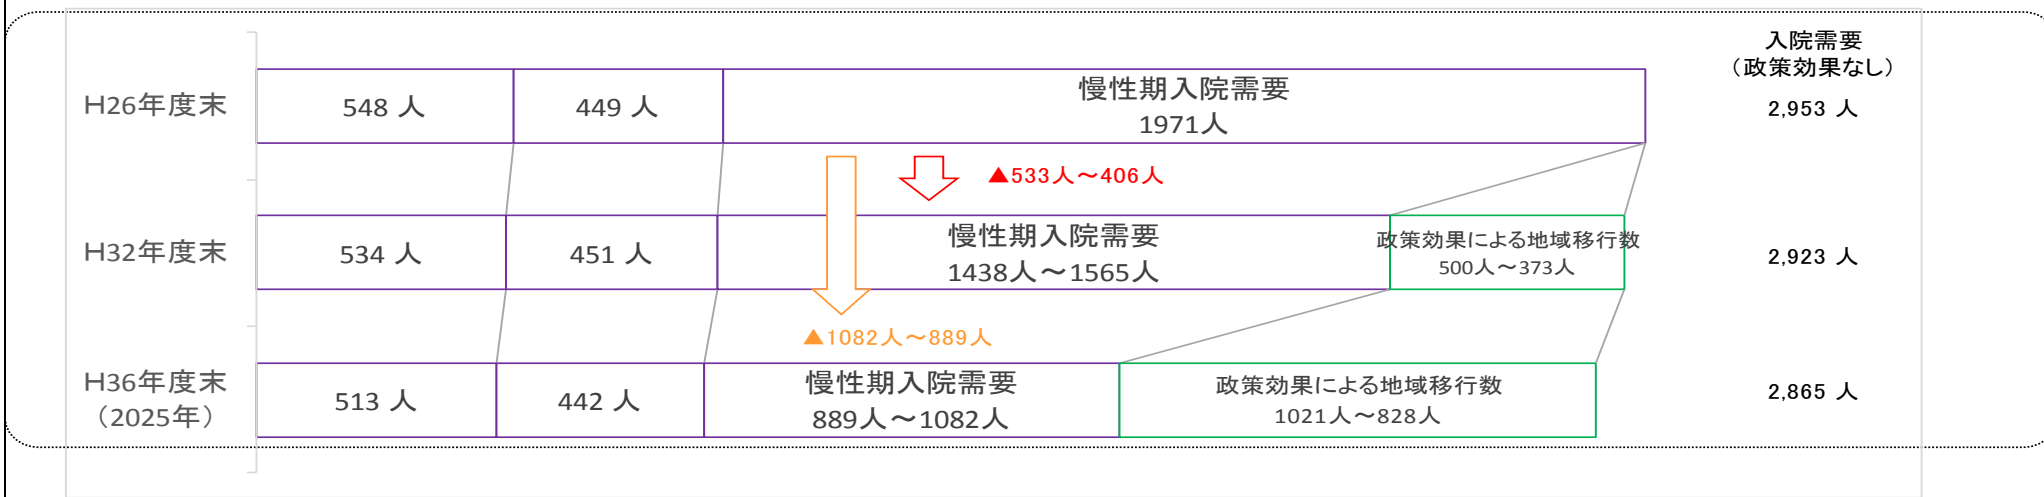 入院需要
（政策効果なし）
H26年度末
548 人
449 人
慢性期入院需要
1971人
2,953 人
▲533人～406人
H32年度末
534 人
451 人
慢性期入院需要
1438人～1565人
政策効果による地域移行数
500人～373人
2,923 人
▲1082人～889人
H36年度末
（2025年）
513 人
442 人
慢性期入院需要
889人～1082人
政策効果による地域移行数
1021人～828人
2,865 人